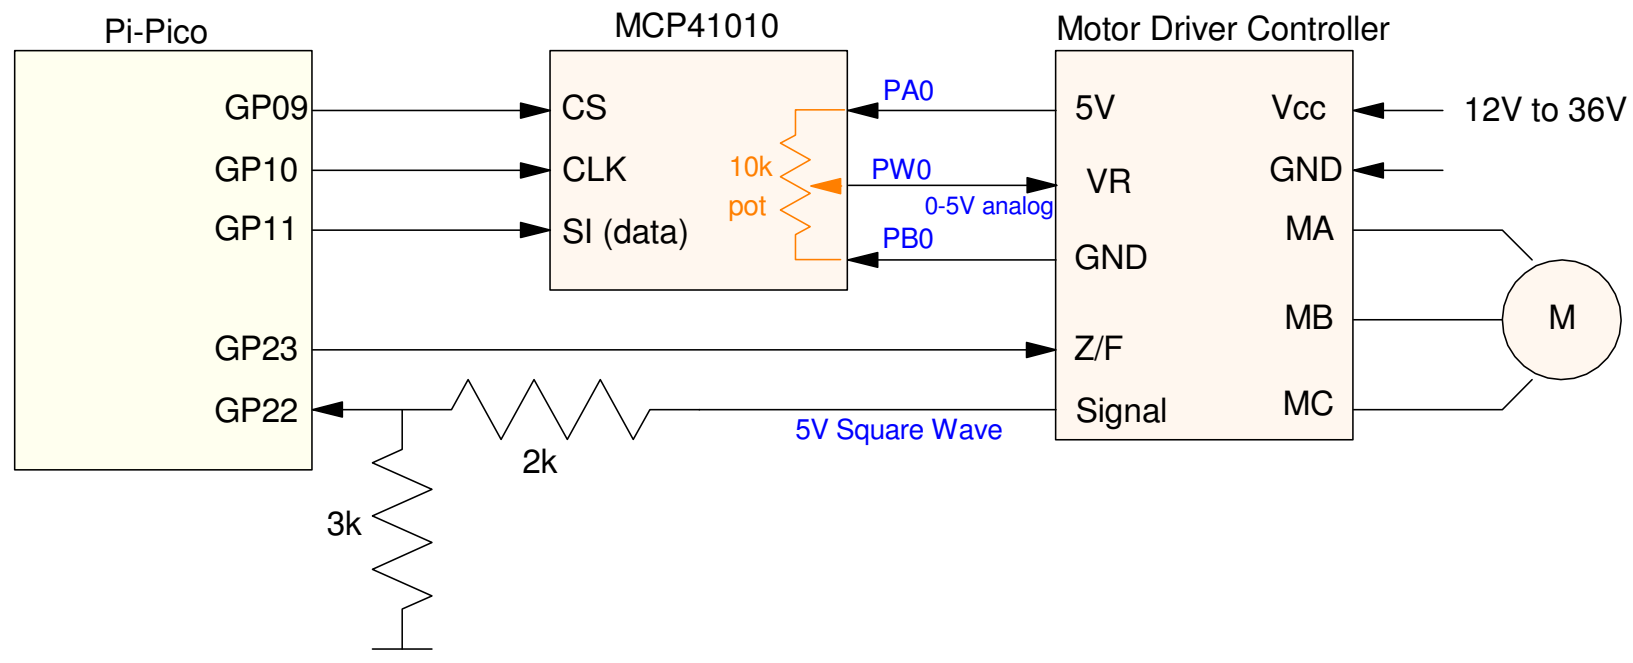 Pi-Pico
MCP41010
Motor Driver Controller
GP09
CS
PA0
5V
Vcc
12V to 36V
GP10
CLK
10k
pot
PW0
0-5V analog
VR
GND
GP11
SI (data)
PB0
GND
MA
GP23
Z/F
MB
M
GP22
2k
5V Square Wave
Signal
MC
3k